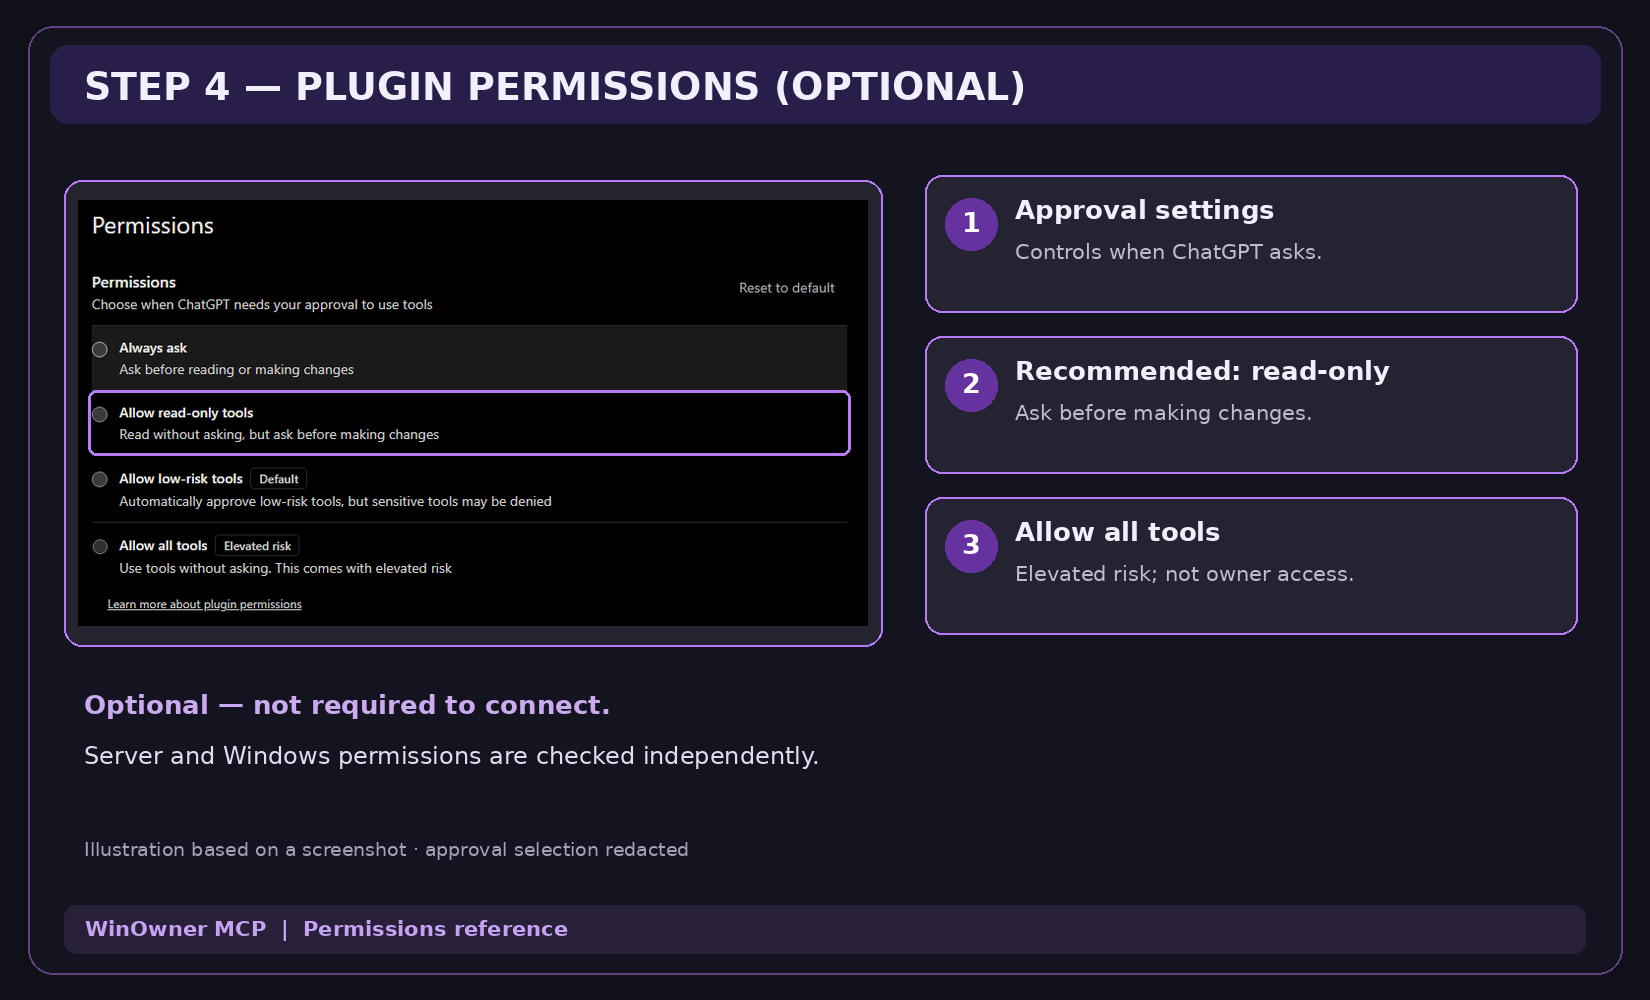 STEP 4 — PLUGIN PERMISSIONS (OPTIONAL)
Permissions
Permissions
Choose when ChatGPT needs your approval to use tools
Reset to default
Always ask
Ask before reading or making changes
Allow read-only tools
Read without asking, but ask before making changes
Allow low-risk tools Default
Automatically approve low-risk tools, but sensitive tools may be denied
Allow all tools Elevated risk
Use tools without asking. This comes with elevated risk
Learn more about plugin permissions
1 Approval settings
Controls when ChatGPT asks.
2 Recommended: read-only
Ask before making changes.
3 Allow all tools
Elevated risk; not owner access.
Optional — not required to connect.
Server and Windows permissions are checked independently.
Illustration based on a screenshot · approval selection redacted
WinOwner MCP | Permissions reference